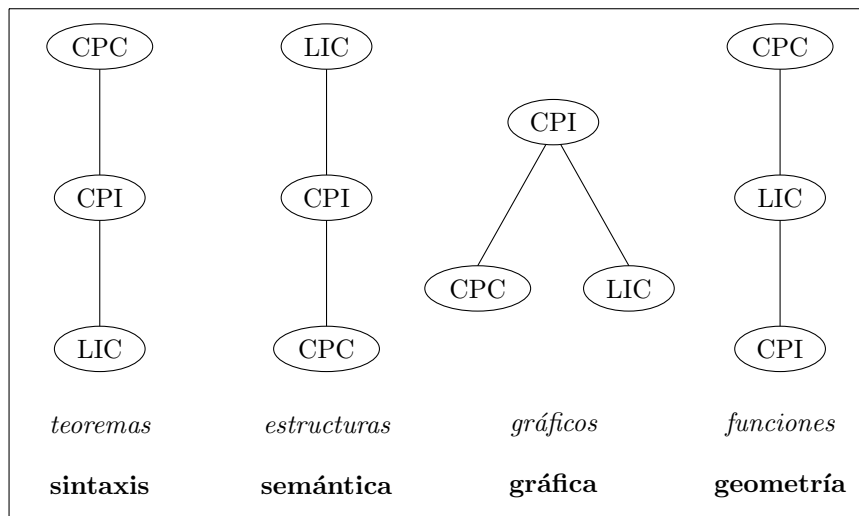 CPC LIC CPC
CPI
CPI CPI LIC
CPC LIC
LIC CPC CPI
teoremas estructuras gráficos funciones
sintaxis semántica gráfica geometría